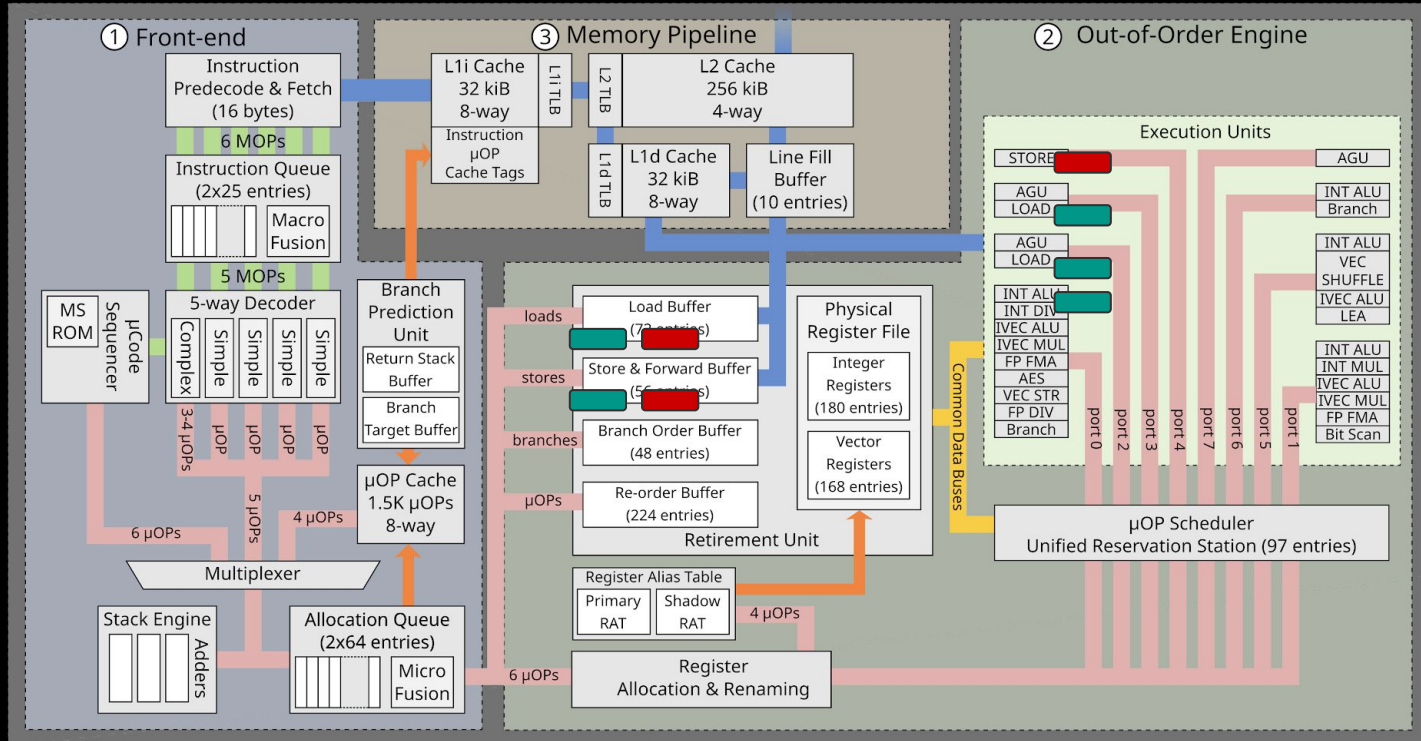 1 Front-end
Instruction
Predecode & Fetch
(16 bytes)
6 MOPs
Instruction Queue
(2x25 entries)
Macro
Fusion
5 MOPs
MS
ROM
µCode
Sequencer
5-way Decoder
Complex
Simple
Simple
Simple
Simple
3-4 µOPs
µOP
µOP
µOP
µOP
Branch
Prediction
Unit
Return Stack
Buffer
Branch
Target Buffer
µOP Cache
1.5K µOPs
8-way
6 µOPs
5 µOPs
4 µOPs
Multiplexer
Stack Engine
Adders
Allocation Queue
(2x64 entries)
Micro
Fusion
3 Memory Pipeline
L1i Cache
32 kiB
8-way
L1i TLB
Instruction
µOP
Cache Tags
L2 TLB
L2 Cache
256 kiB
4-way
L1d TLB
L1d Cache
32 kiB
8-way
Line Fill
Buffer
(10 entries)
2 Out-of-Order Engine
loads
Load Buffer
entries)
stores
Store & Forward Buffer
entries)
branches
Branch Order Buffer
(48 entries)
µOPs
Re-order Buffer
(224 entries)
Retirement Unit
Physical
Register File
Integer
Registers
(180 entries)
Vector
Registers
(168 entries)
Register Alias Table
Primary
RAT
Shadow
RAT
4 µOPs
6 µOPs
Register
Allocation & Renaming
Common Data Buses
Execution Units
STORE
AGU
LOAD
AGU
LOAD
INT ALU
INT DIV
IVEC ALU
IVEC MUL
FP FMA
AES
VEC STR
FP DIV
Branch
AGU
INT ALU
Branch
INT ALU
VEC
SHUFFLE
IVEC ALU
LEA
INT ALU
INT MUL
IVEC ALU
IVEC MUL
FP FMA
Bit Scan
port 0
port 2
port 3
port 4
port 7
port 6
port 5
port 1
µOP Scheduler
Unified Reservation Station (97 entries)